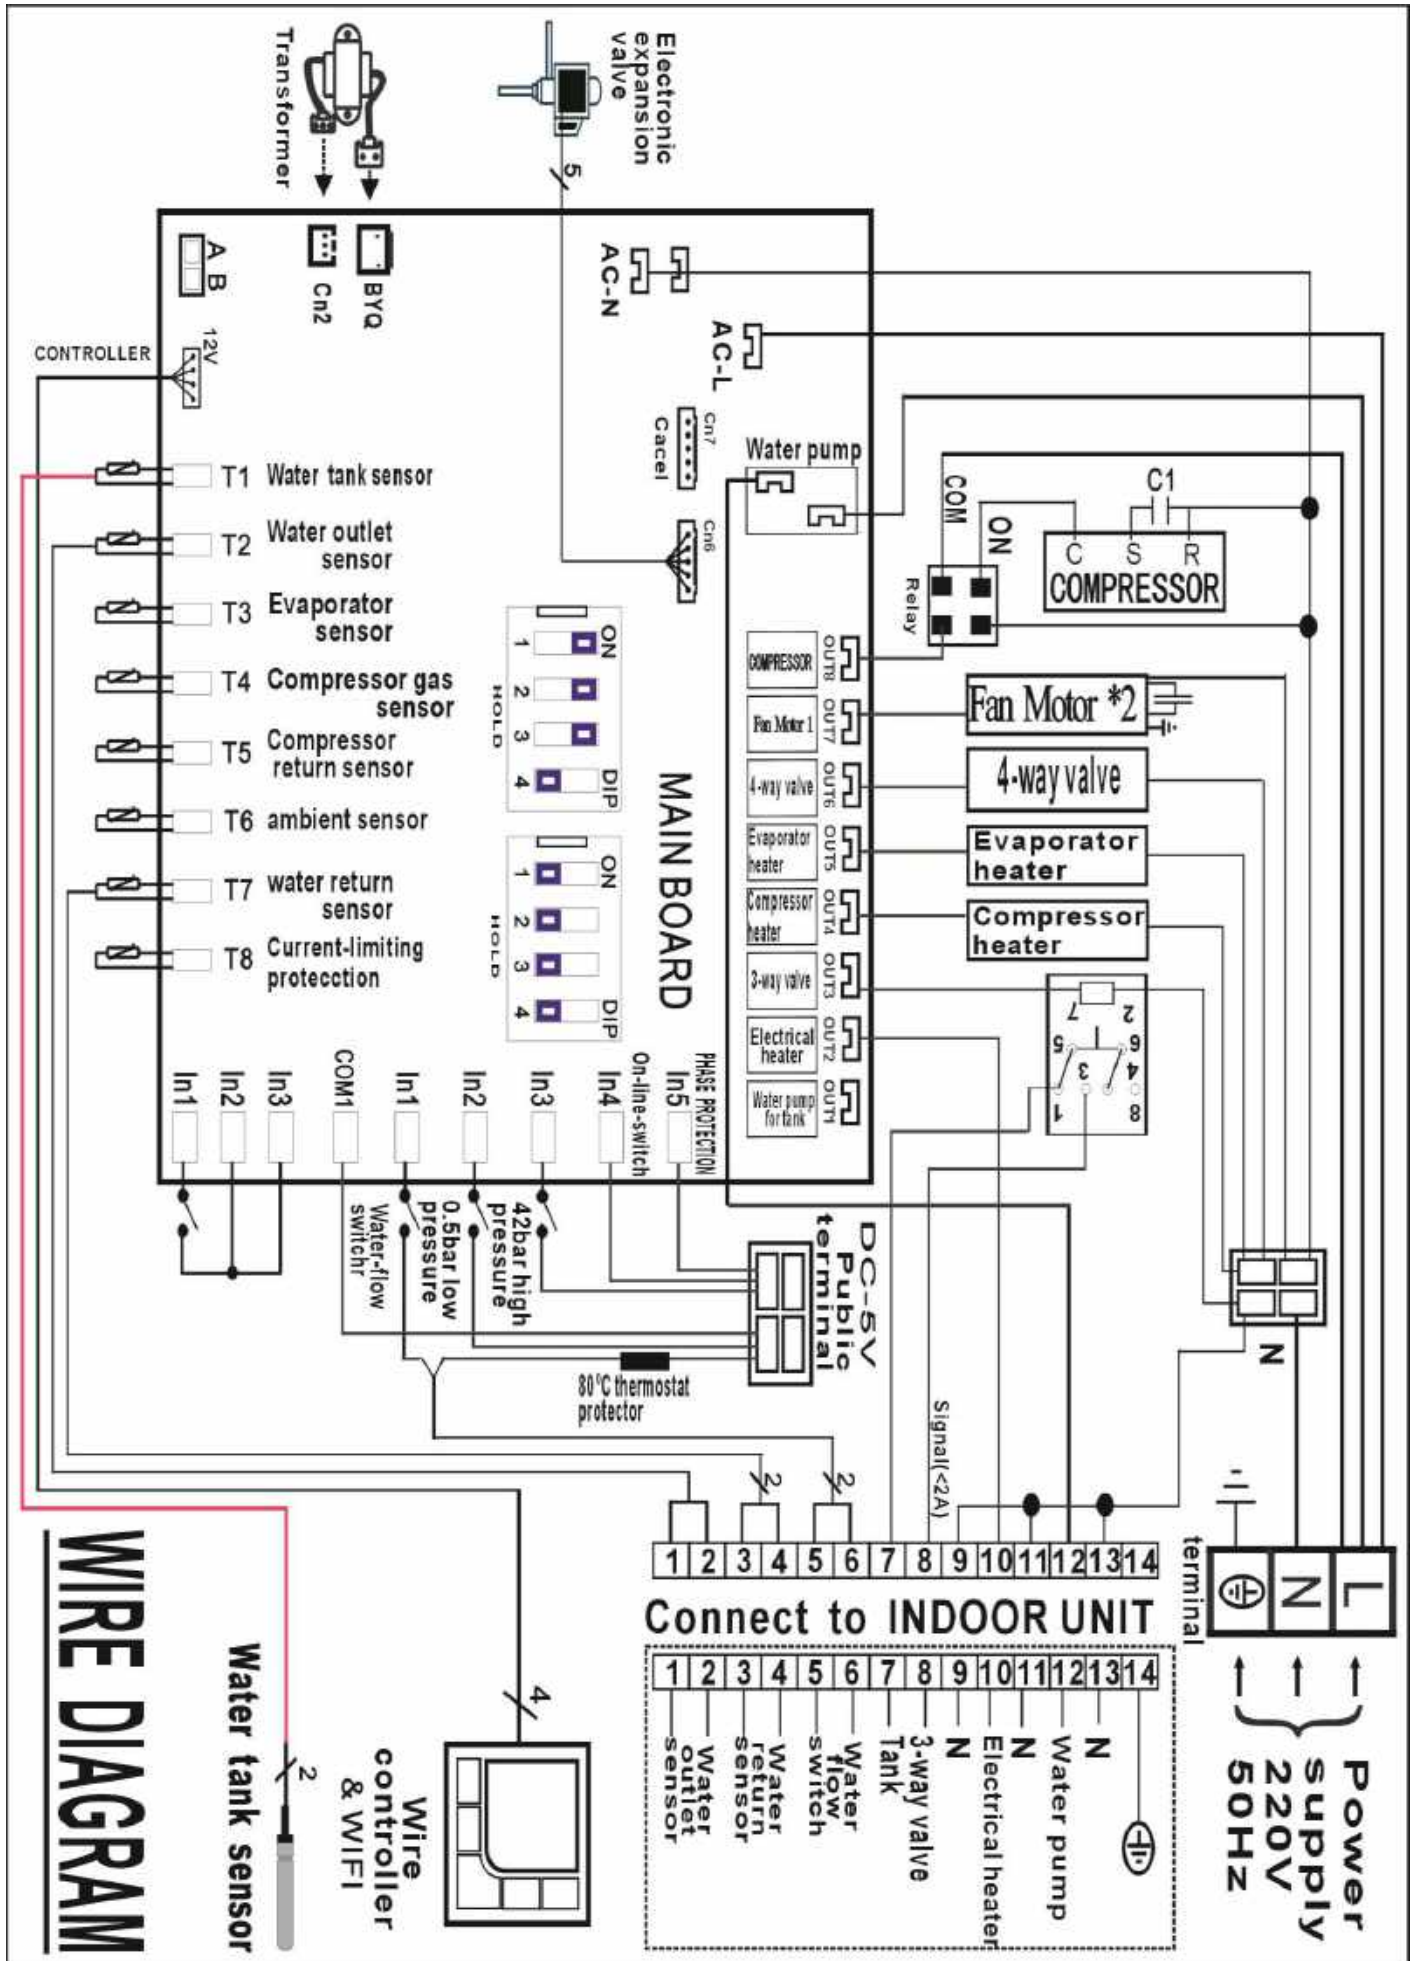 Transformer
Electronic
expansion
valve
5
A B
Cn2
BYQ
AC-N
AC-L
12V
CONTROLLER
Cn7
Cacel
Water pump
Cn6
COM
ON
C1
C S R
COMPRESSOR
Relay
T1 Water tank sensor
T2 Water outlet
sensor
T3 Evaporator
sensor
T4 Compressor gas
sensor
T5 Compressor
return sensor
T6 ambient sensor
T7 water return
sensor
T8 Current-limiting
protecction
ON
1 2 3 4
HOLD
DIP
ON
1 2 3 4
HOLD
DIP
MAIN BOARD
COMPRESSOR
OUT8
Fan Motor 1
OUT7
4-way valve
OUT6
Evaporator
heater
OUT5
Compressor
heater
OUT4
3-way valve
OUT3
Electrical
heater
OUT2
Water pump
for tank
OUT1
Fan Motor *2
4-way valve
Evaporator
heater
Compressor
heater
7 2
5 6
3 4
1 8
In1
In2
In3
COM1
In1
In2
In3
In4
On-line-switch
In5
PHASE PROTECTION
Water-flow
switchr
0.5bar low
pressure
42bar high
pressure
DC-5V
Public
terminal
80°C thermostat
protector
N
Signal(<2A)
2
2
1 2 3 4 5 6 7 8 9 10 11 12 13 14
Connect to INDOOR UNIT
1 2 3 4 5 6 7 8 9 10 11 12 13 14
Water
outlet
sensor
Water
return
sensor
Water
flow
switch
Tank
3-way valve
N
Electrical heater
N
Water pump
N
terminal
N
L
Power
supply
220V
50Hz
4
Wire
controller
& WIFI
2
Water tank sensor
WIRE DIAGRAM